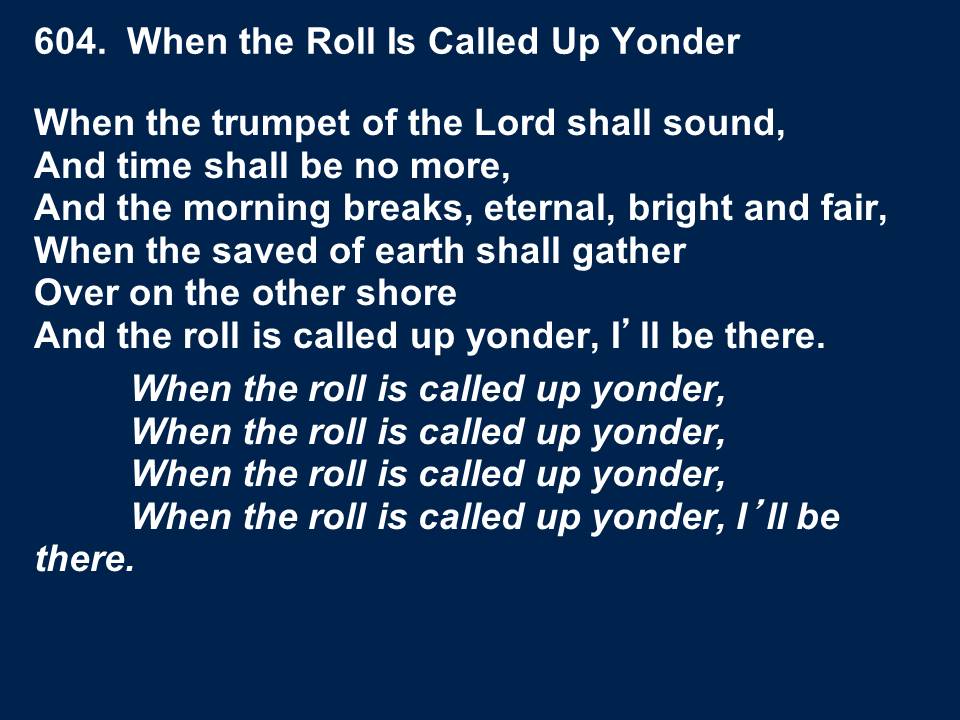 604.  When the Roll Is Called Up Yonder
When the trumpet of the Lord shall sound,
And time shall be no more,
And the morning breaks, eternal, bright and fair,
When the saved of earth shall gather
Over on the other shore
And the roll is called up yonder, I’ ll be there.
When the roll is called up yonder,
When the roll is called up yonder,
When the roll is called up yonder,
When the roll is called up yonder, I’ll be
there.